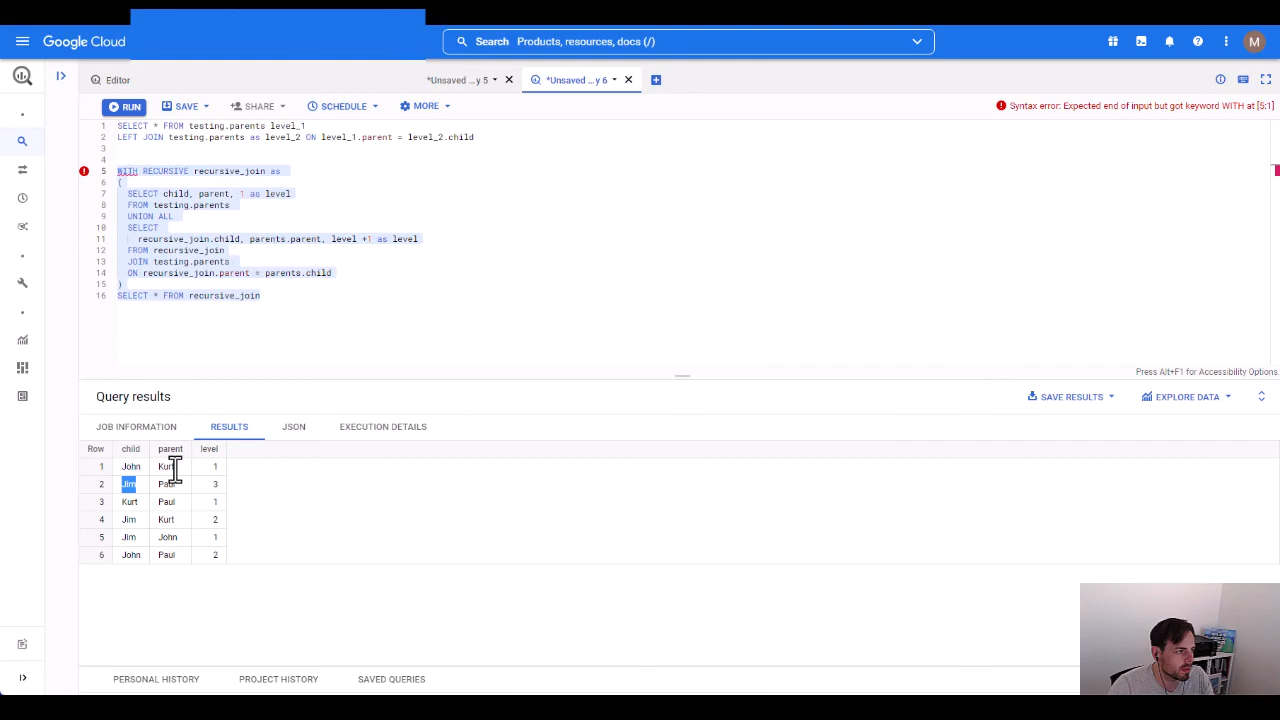 Google Cloud
Search Products, resources, docs (/)
M
Editor
*Unsaved ...y 5
*Unsaved ...y 6
RUN
SAVE
SHARE
SCHEDULE
MORE
Syntax error: Expected end of input but got keyword WITH at [5:1]
1 SELECT * FROM testing.parents level_1
2 LEFT JOIN testing.parents as level_2 ON level_1.parent = level_2.child
3
4
5 WITH RECURSIVE recursive_join as
6 (
7 SELECT child, parent, 1 as level
8 FROM testing.parents
9 UNION ALL
10 SELECT
11 recursive_join.child, parents.parent, level +1 as level
12 FROM recursive_join
13 JOIN testing.parents
14 ON recursive_join.parent = parents.child
15 )
16 SELECT * FROM recursive_join
Press Alt+F1 for Accessibility Options.
Query results
SAVE RESULTS
EXPLORE DATA
JOB INFORMATION
RESULTS
JSON
EXECUTION DETAILS
Row child parent level
1 John Kurt 1
2 Jim Paul 3
3 Kurt Paul 1
4 Jim Kurt 2
5 Jim John 1
6 John Paul 2
PERSONAL HISTORY
PROJECT HISTORY
SAVED QUERIES